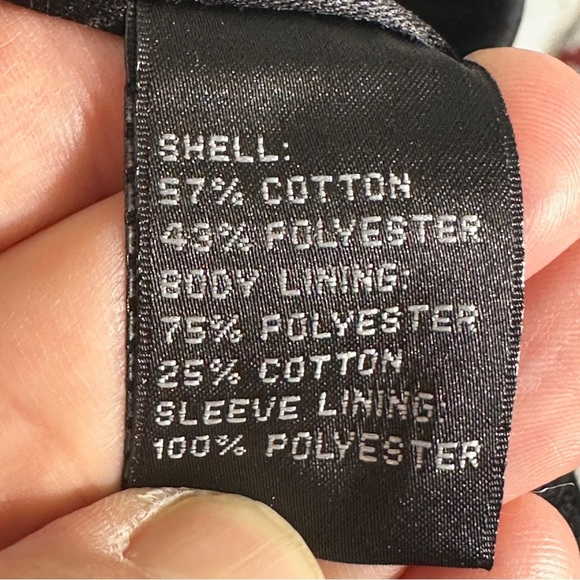 SHELL:
57% COTTON
43% POLYESTER
BODY LINING:
75% POLYESTER
25% COTTON
SLEEVE LINING:
100% POLYESTER